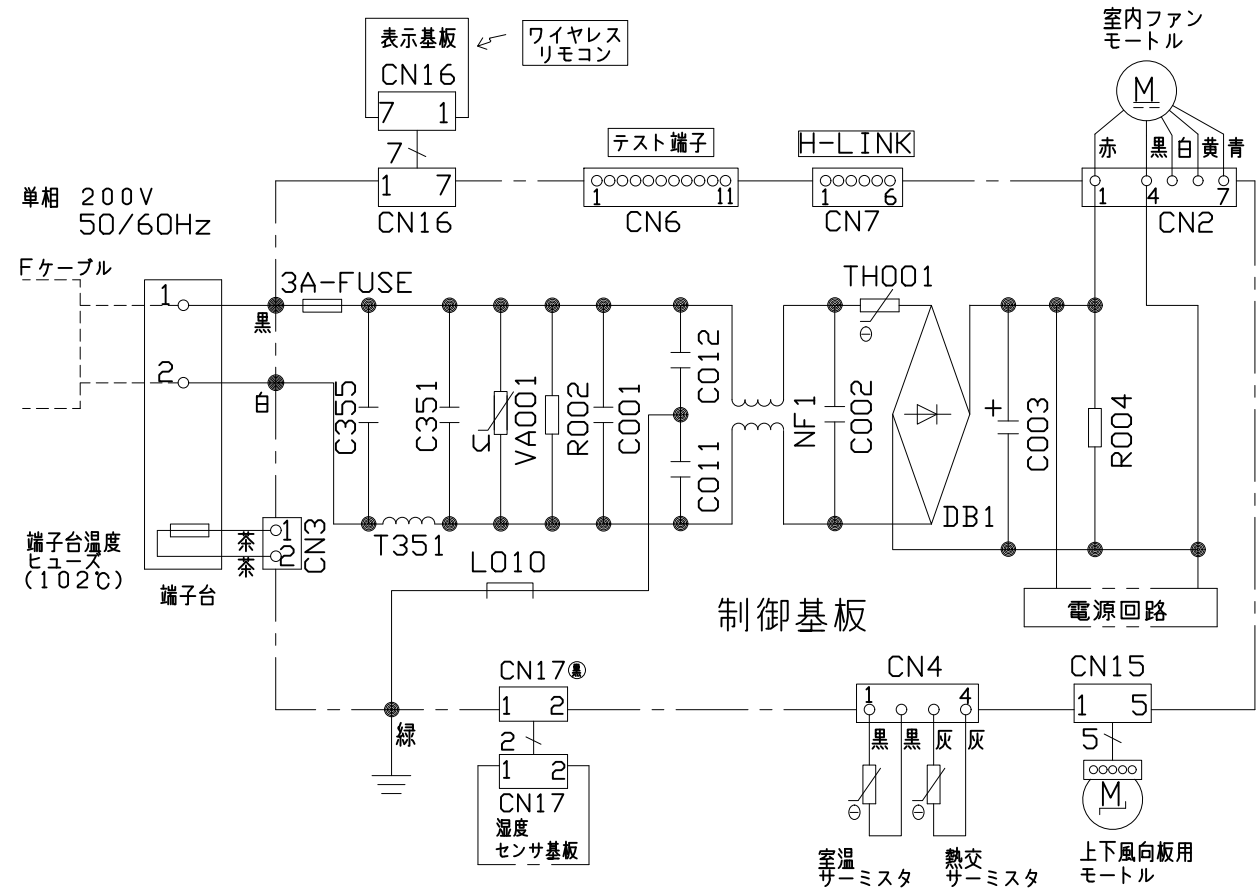 表示基板
CN16
7 1
ワイヤレス
リモコン
室内ファン
モートル
M
7
1 7
CN16
テスト端子
1 11
CN6
H-LINK
1 6
CN7
赤 黒 白 黄 青
1 4 7
CN2
単相 200V
50/60Hz
Fケーブル
1
2
黒
白
3A-FUSE
C355
C351
VA001
R002
C001
C012
C011
NF1
C002
TH001
DB1
+
C003
R004
T351
L010
端子台温度
ヒューズ
(102℃)
端子台
茶
茶
1
2
CN3
制御基板
電源回路
緑
CN17黒
1 2
2
1 2
CN17
湿度
センサ基板
CN4
1 4
黒 黒 灰 灰
室温
サーミスタ
熱交
サーミスタ
CN15
1 5
5
M
上下風向板用
モートル